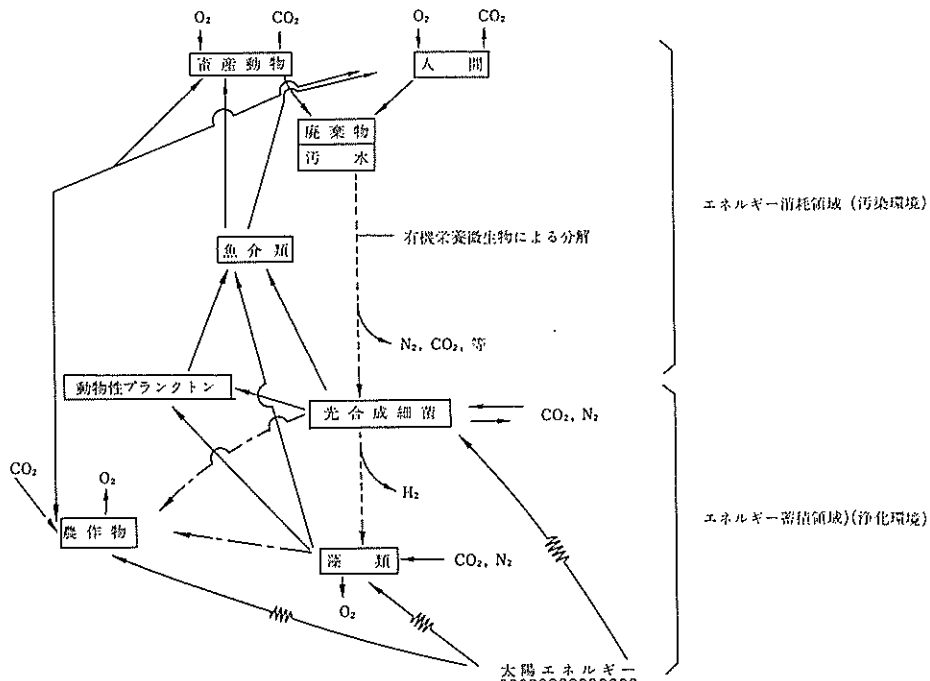 O₂ CO₂ O₂ CO₂
畜産動物 人間
廃棄物
汚水
エネルギー消耗領域 (汚染環境)
有機栄養微生物による分解
魚介類
N₂, CO₂, 等
動物性プランクトン
光合成細菌
CO₂, N₂
CO₂
O₂
H₂
農作物
エネルギー蓄積領域)(浄化環境)
藻類
CO₂, N₂
O₂
太陽エネルギー